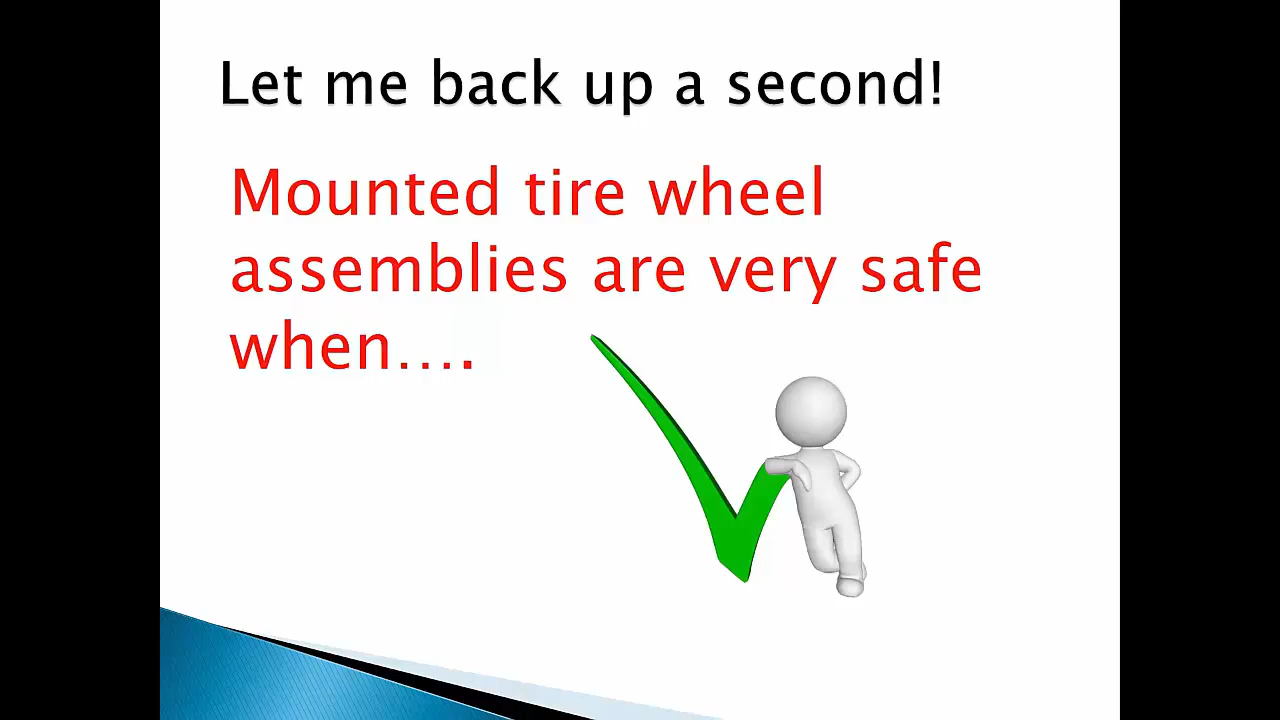 Let me back up a second!
Mounted tire wheel
assemblies are very safe
when….